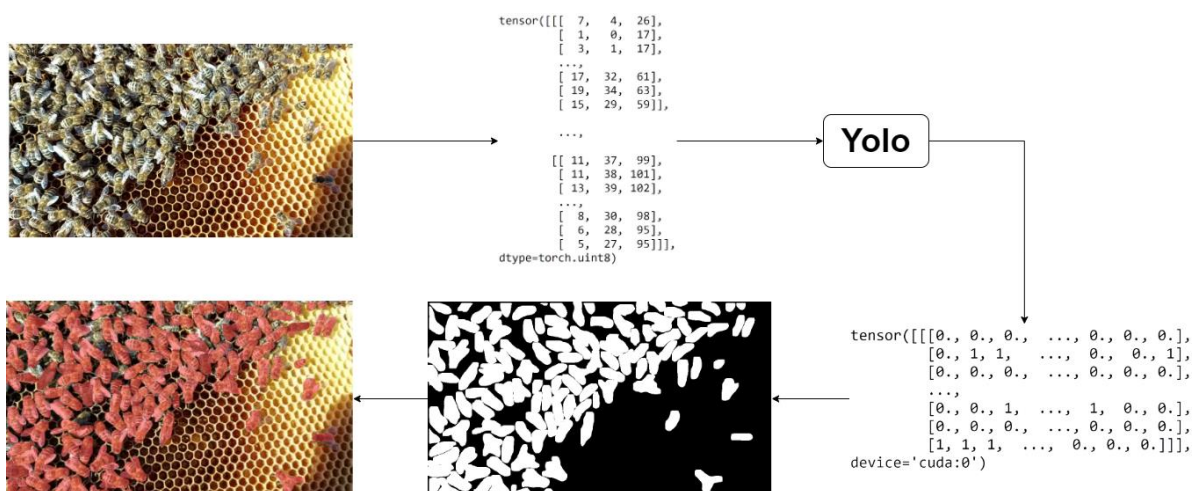 tensor([[[ 7, 4, 26],
[ 1, 0, 17],
[ 3, 1, 17],
...,
[ 17, 32, 61],
[ 19, 34, 63],
[ 15, 29, 59]],
...,
[[ 11, 37, 99],
[ 11, 38, 101],
[ 13, 39, 102],
...,
[ 8, 30, 98],
[ 6, 28, 95],
[ 5, 27, 95]]],
dtype=torch.uint8)
Yolo
tensor([[[0., 0., 0., ..., 0., 0., 0.],
[0., 1, 1, ..., 0., 0., 1],
[0., 0., 0., ..., 0., 0., 0.],
...,
[0., 0., 1, ..., 1, 0., 0.],
[0., 0., 0., ..., 0., 0., 0.],
[1, 1, 1, ..., 0., 0., 0.]]],
device='cuda:0')